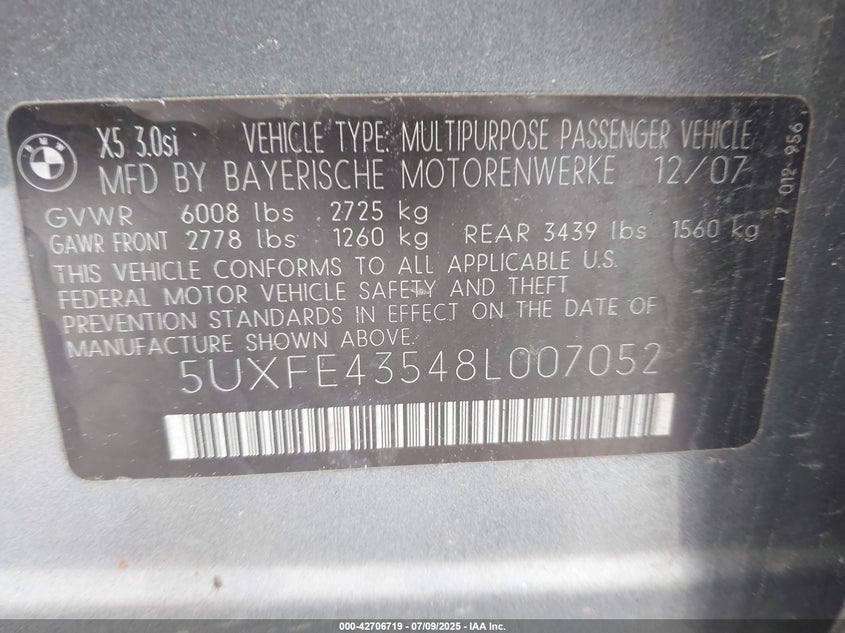 BMW
X5 3.0si VEHICLE TYPE: MULTIPURPOSE PASSENGER VEHICLE
MFD BY BAYERISCHE MOTORENWERKE 12/07
GVWR 6008 lbs 2725 kg
GAWR FRONT 2778 lbs 1260 kg REAR 3439 lbs 1560 kg
THIS VEHICLE CONFORMS TO ALL APPLICABLE U.S.
FEDERAL MOTOR VEHICLE SAFETY AND THEFT
PREVENTION STANDARDS IN EFFECT ON THE DATE OF
MANUFACTURE SHOWN ABOVE.
5UXFE43548L007052
7 012 956
000-42706719 - 07/09/2025 - IAA Inc.